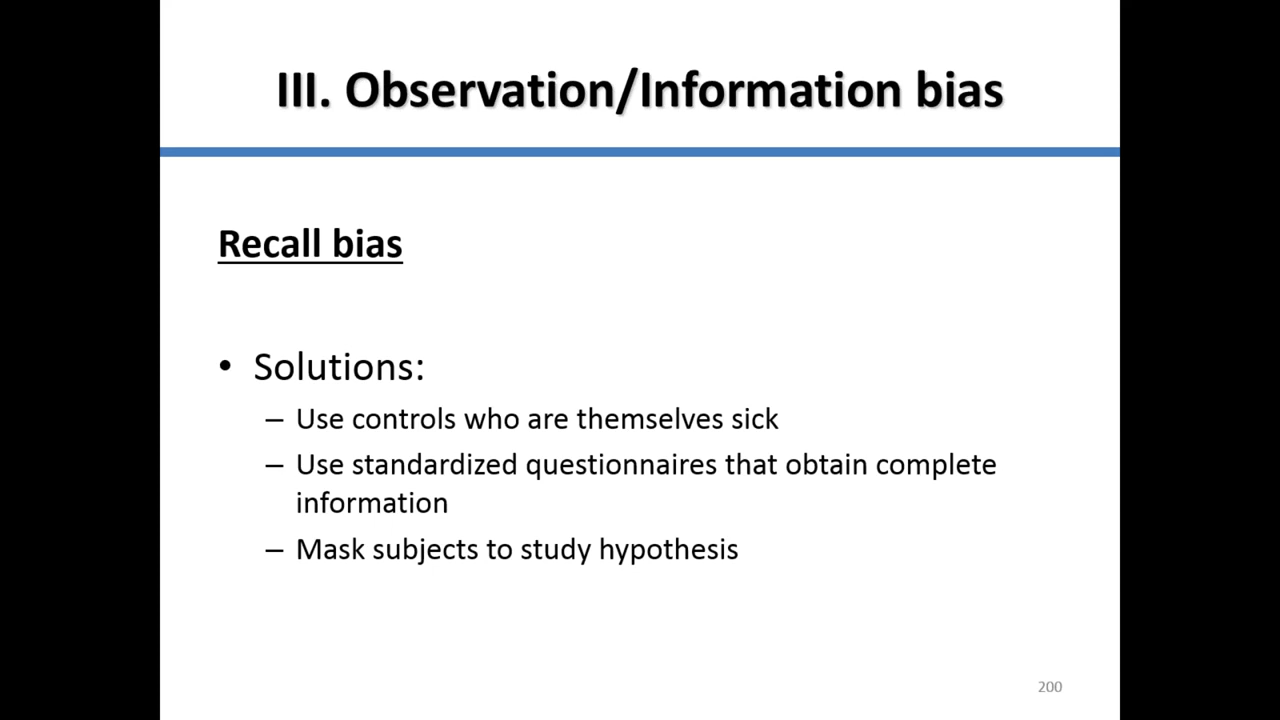 III. Observation/Information bias
Recall bias
• Solutions:
– Use controls who are themselves sick
– Use standardized questionnaires that obtain complete
information
– Mask subjects to study hypothesis
200